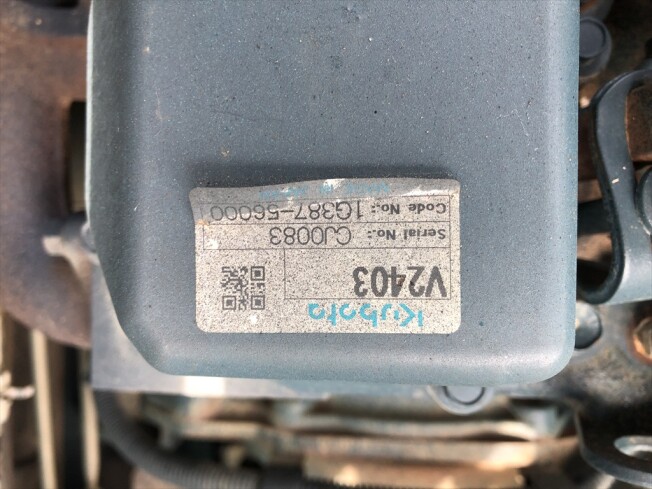 Kubota
V2403
Serial No.: CJ0083
Code No.: 1G387-56000